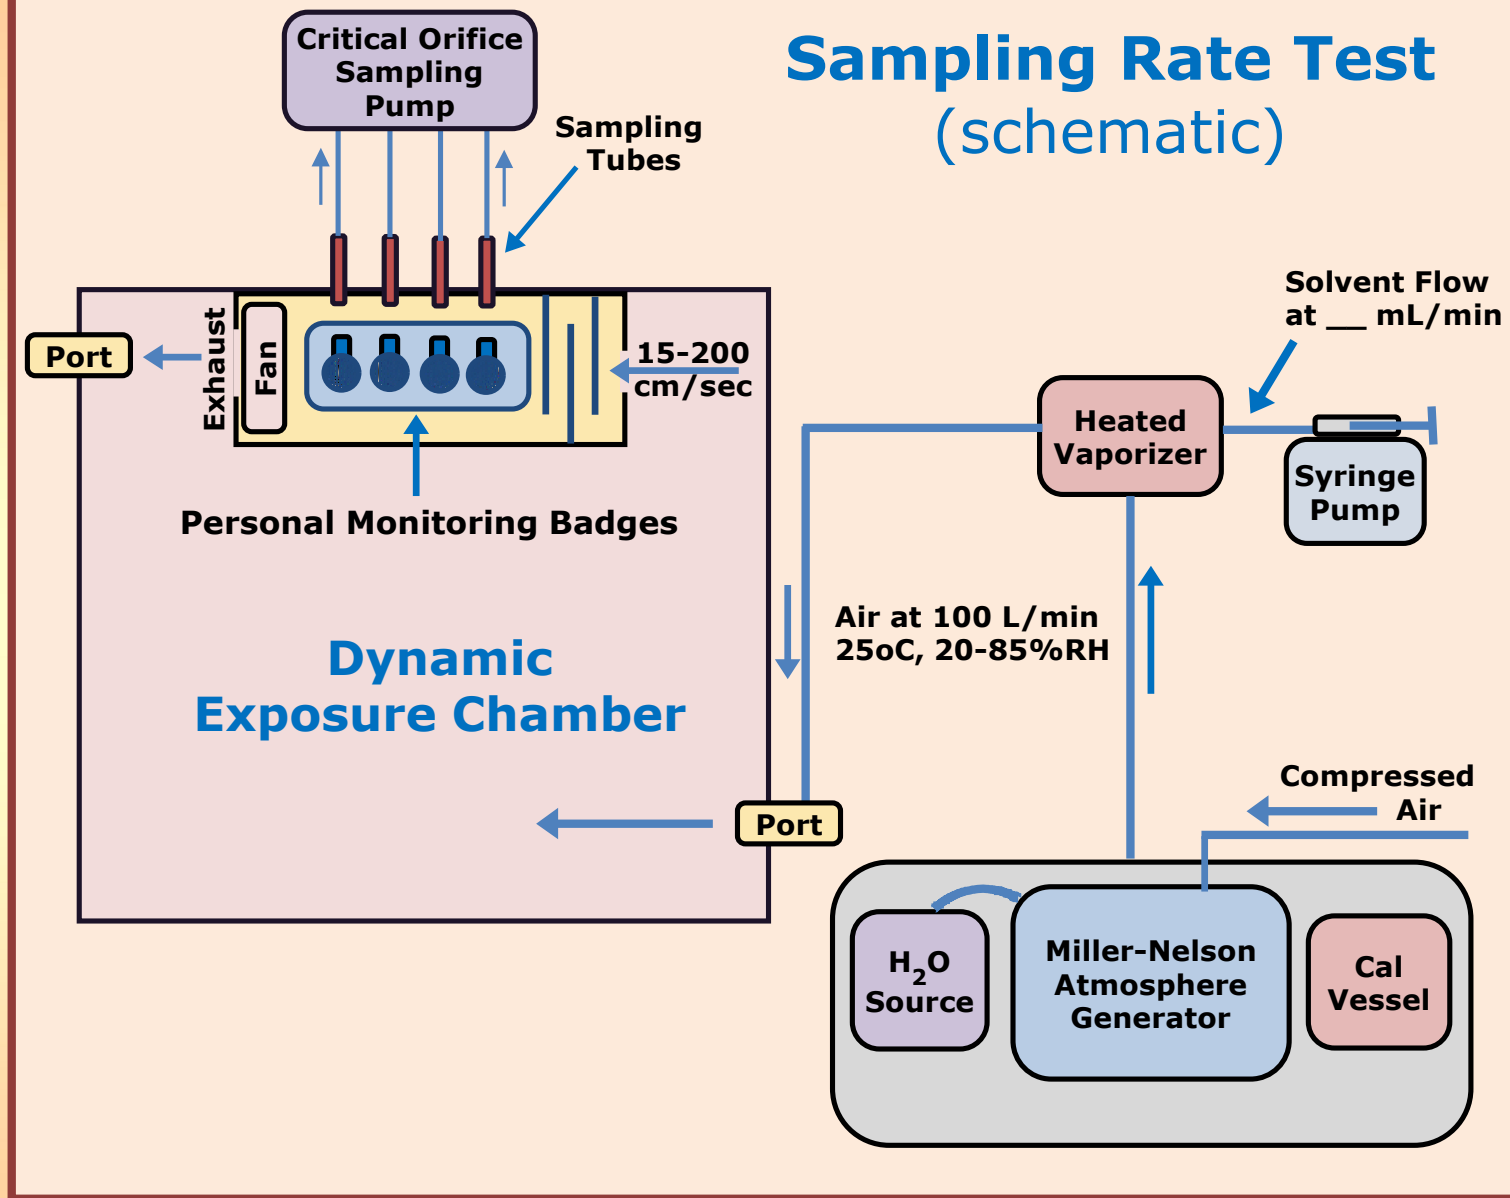 Sampling Rate Test
(schematic)
Critical Orifice
Sampling
Pump
Sampling
Tubes
Solvent Flow
at __ mL/min
Port
Exhaust
Fan
15-200
cm/sec
Heated
Vaporizer
Syringe
Pump
Personal Monitoring Badges
Air at 100 L/min
25oC, 20-85%RH
Dynamic
Exposure Chamber
Compressed
Air
Port
H₂O
Source
Miller-Nelson
Atmosphere
Generator
Cal
Vessel